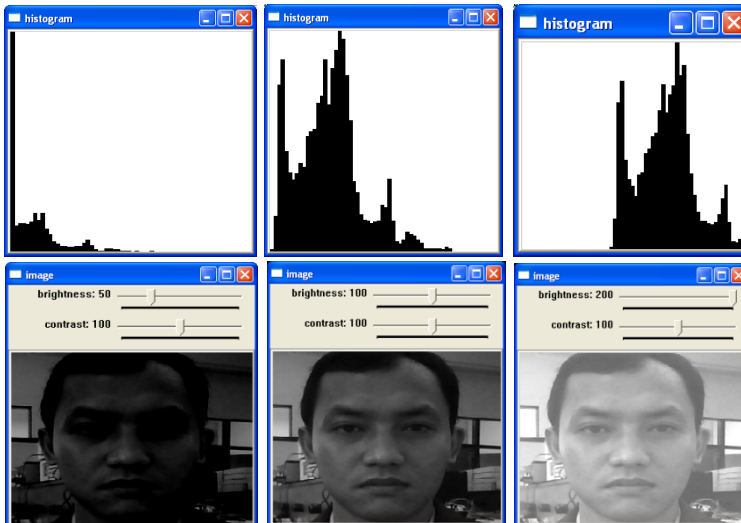 histogram
histogram
histogram
image
brightness: 50
contrast: 100
image
brightness: 100
contrast: 100
image
brightness: 200
contrast: 100